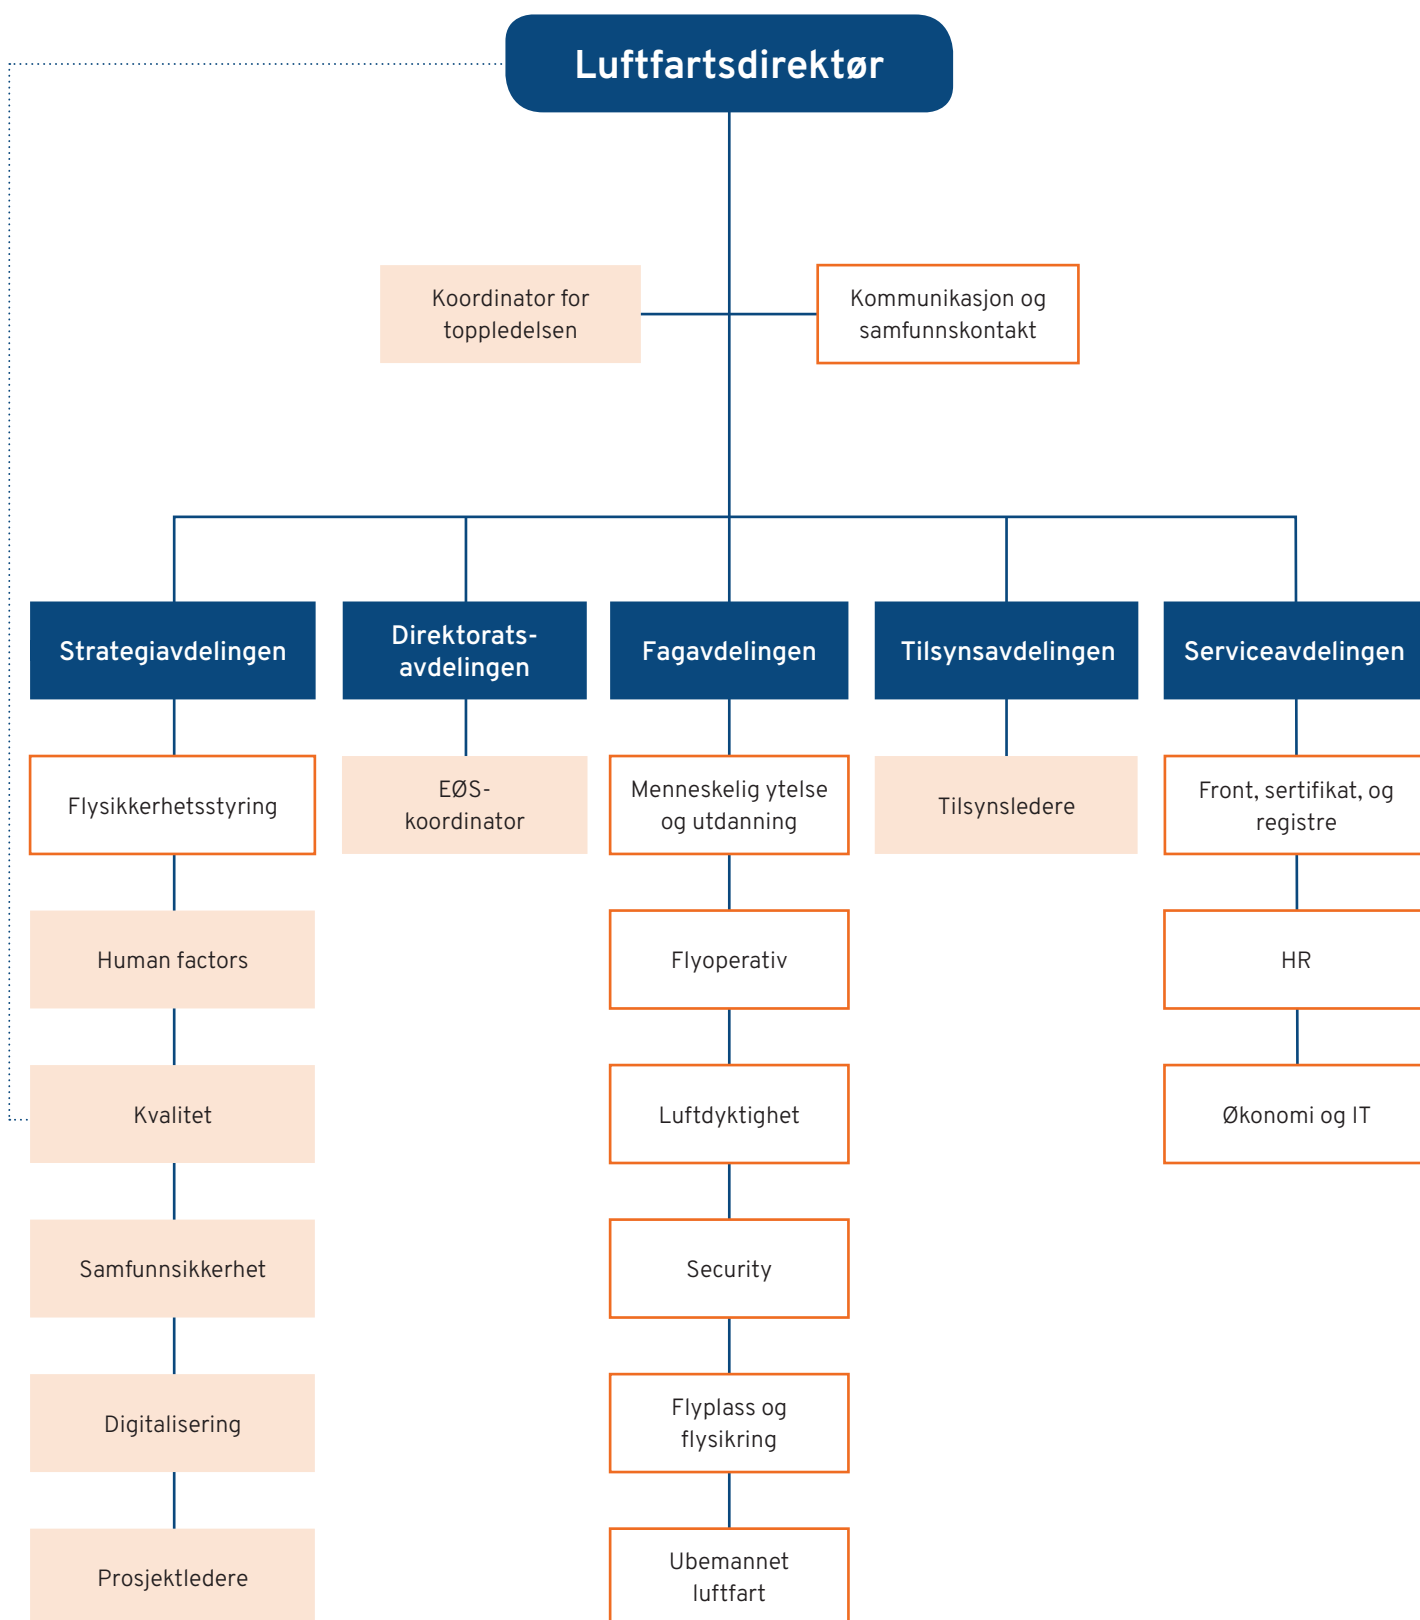 Luftfartsdirektør
Koordinator for
toppledelsen
Kommunikasjon og
samfunnskontakt
Strategiavdelingen
Direktorats-
avdelingen
Fagavdelingen
Tilsynsavdelingen
Serviceavdelingen
Flysikkerhetsstyring
EØS-
koordinator
Menneskelig ytelse
og utdanning
Tilsynsledere
Front, sertifikat, og
registre
Human factors
Flyoperativ
HR
Kvalitet
Luftdyktighet
Økonomi og IT
Samfunnsikkerhet
Security
Digitalisering
Flyplass og
flysikring
Prosjektledere
Ubemannet
luftfart